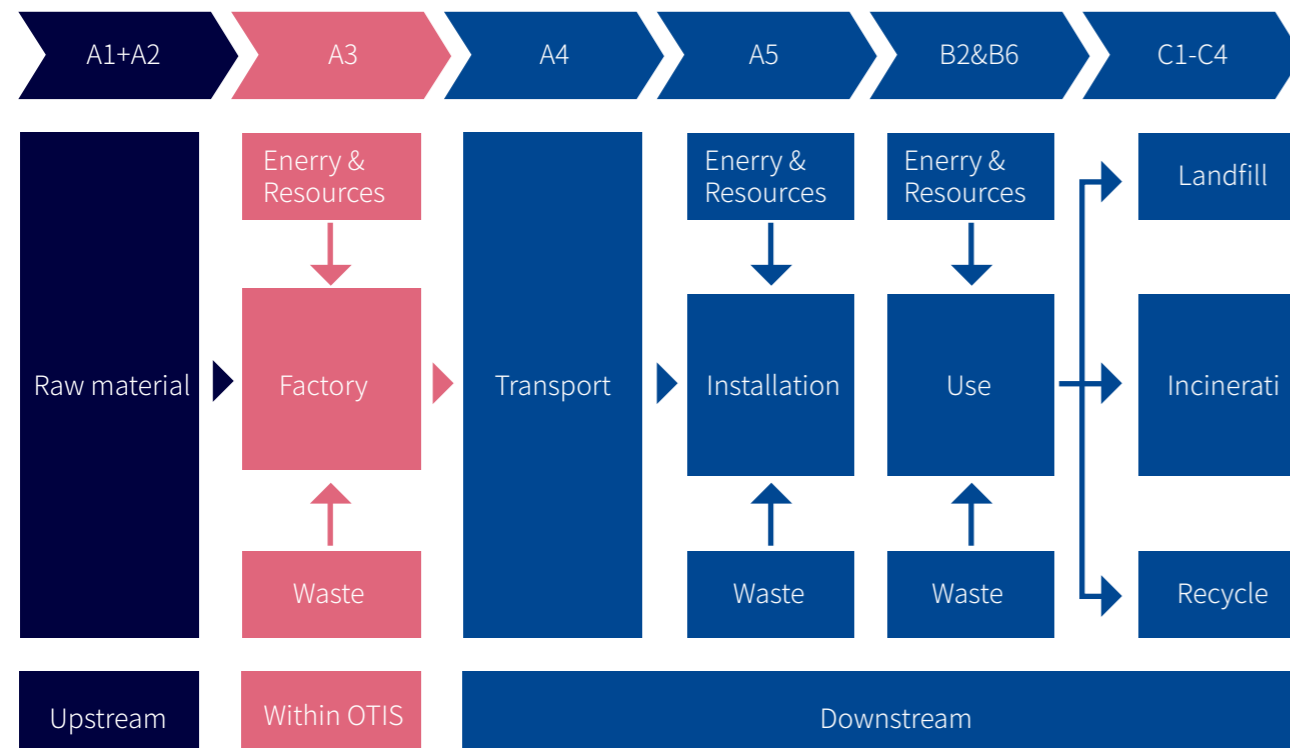 A1+A2
A3
A4
A5
B2&B6
C1-C4
Enerry &
Resources
Enerry &
Resources
Enerry &
Resources
Landfill
Raw material
Factory
Transport
Installation
Use
Incinerati
Waste
Waste
Waste
Recycle
Upstream
Within OTIS
Downstream